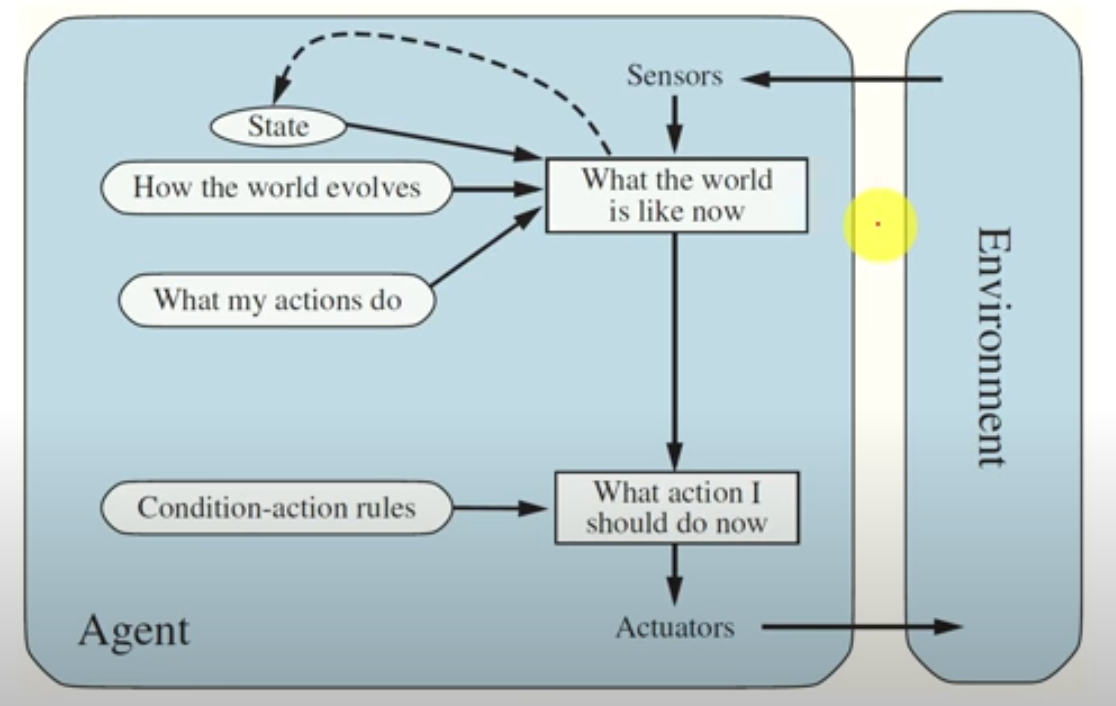 Sensors
State
How the world evolves
What the world
is like now
What my actions do
Condition-action rules
What action I
should do now
Agent
Actuators
Environment